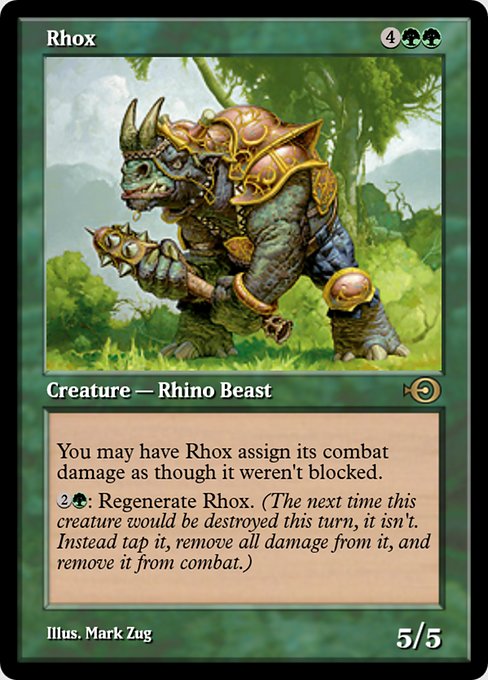 Rhox 4
Creature — Rhino Beast
You may have Rhox assign its combat
damage as though it weren't blocked.
2: Regenerate Rhox. (The next time this
creature would be destroyed this turn, it isn't.
Instead tap it, remove all damage from it, and
remove it from combat.)
Illus. Mark Zug 5/5